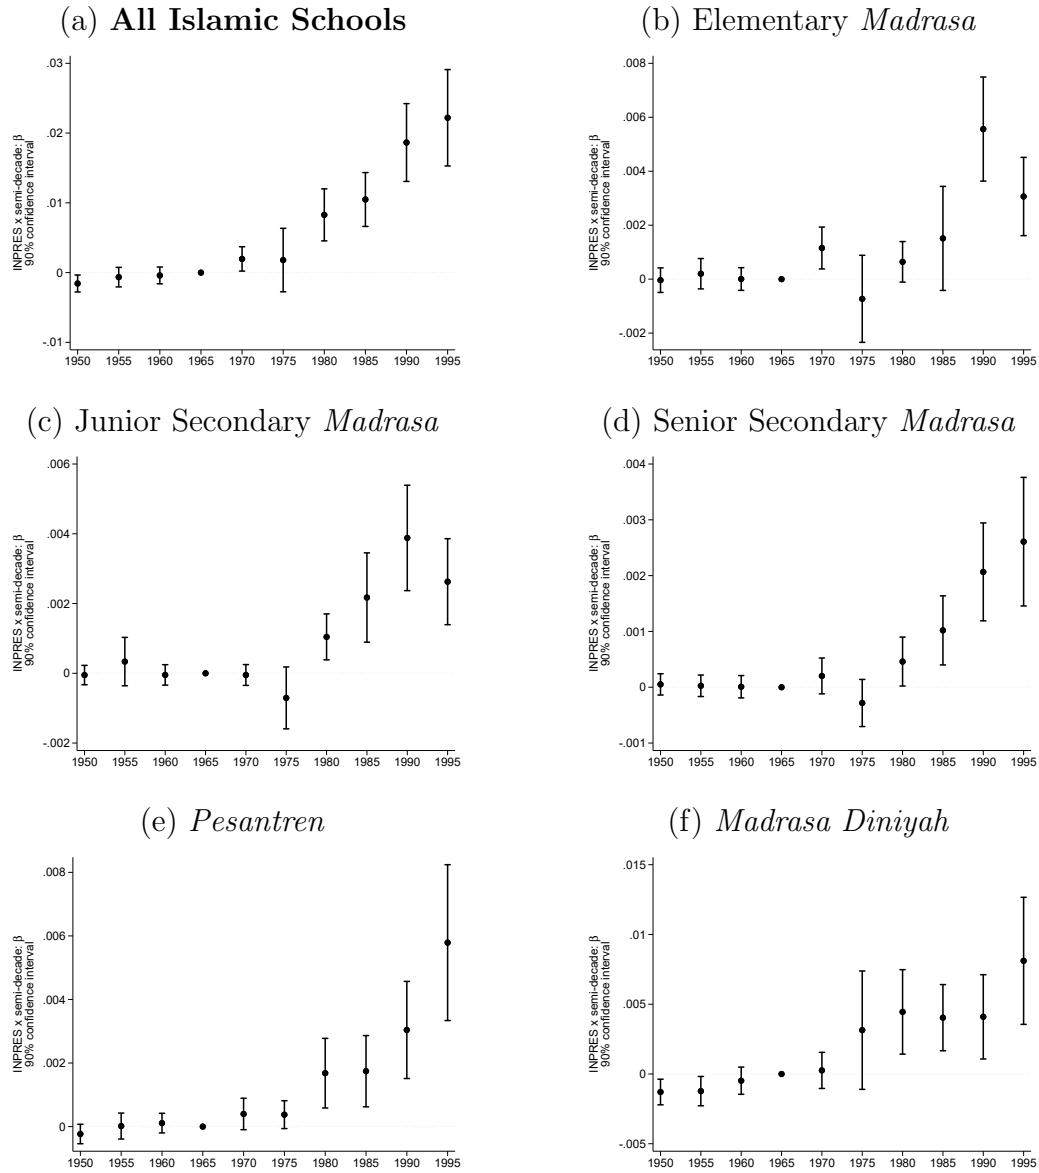 (a) All Islamic Schools
(b) Elementary Madrasa
INPRES x semi-decade: β
90% confidence interval
.03
.02
.01
0
-.01
1950 1955 1960 1965 1970 1975 1980 1985 1990 1995
INPRES x semi-decade: β
90% confidence interval
.008
.006
.004
.002
0
-.002
1950 1955 1960 1965 1970 1975 1980 1985 1990 1995
(c) Junior Secondary Madrasa
(d) Senior Secondary Madrasa
INPRES x semi-decade: β
90% confidence interval
.006
.004
.002
0
-.002
1950 1955 1960 1965 1970 1975 1980 1985 1990 1995
INPRES x semi-decade: β
90% confidence interval
.004
.003
.002
.001
0
-.001
1950 1955 1960 1965 1970 1975 1980 1985 1990 1995
(e) Pesantren
(f) Madrasa Diniyah
INPRES x semi-decade: β
90% confidence interval
.008
.006
.004
.002
0
1950 1955 1960 1965 1970 1975 1980 1985 1990 1995
INPRES x semi-decade: β
90% confidence interval
.015
.01
.005
0
-.005
1950 1955 1960 1965 1970 1975 1980 1985 1990 1995